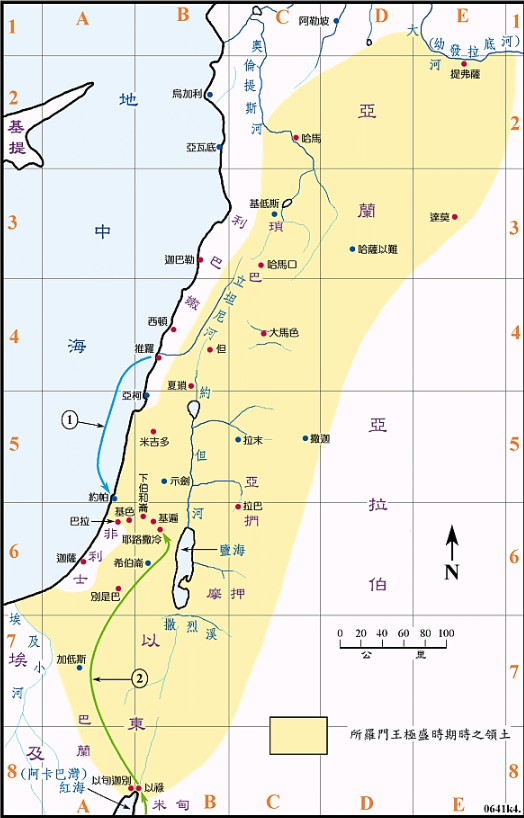 A B C D E
1 1
2 2
3 3
4 4
5 5
6 6
7 7
8 8
A B C D E
阿勒坡
大河
(幼發拉底河)
提弗薩
奧倫提斯河
烏加利
亞瓦底
哈馬
亞蘭
地中海
基提
基低斯
利巴嫩
瑣巴
哈馬口
達莫
哈薩以難
迦巴勒
立坦尼河
西頓
推羅
但
大馬色
夏瑣
亞柯
約但河
米吉多
拉末
撒迦
亞捫
亞拉伯
①
示劍
約帕
下伯和崙
巴拉
基色
基遍
拉巴
耶路撒冷
非利士
迦薩
希伯崙
鹽海
別是巴
摩押
N
撒烈溪
埃及小河
埃及
加低斯
②
以東
巴蘭
0 20 40 60 80 100
公里
所羅門王極盛時期時之領土
(阿卡巴灣)
紅海
以旬迦別
以祿
米甸
0641k4.